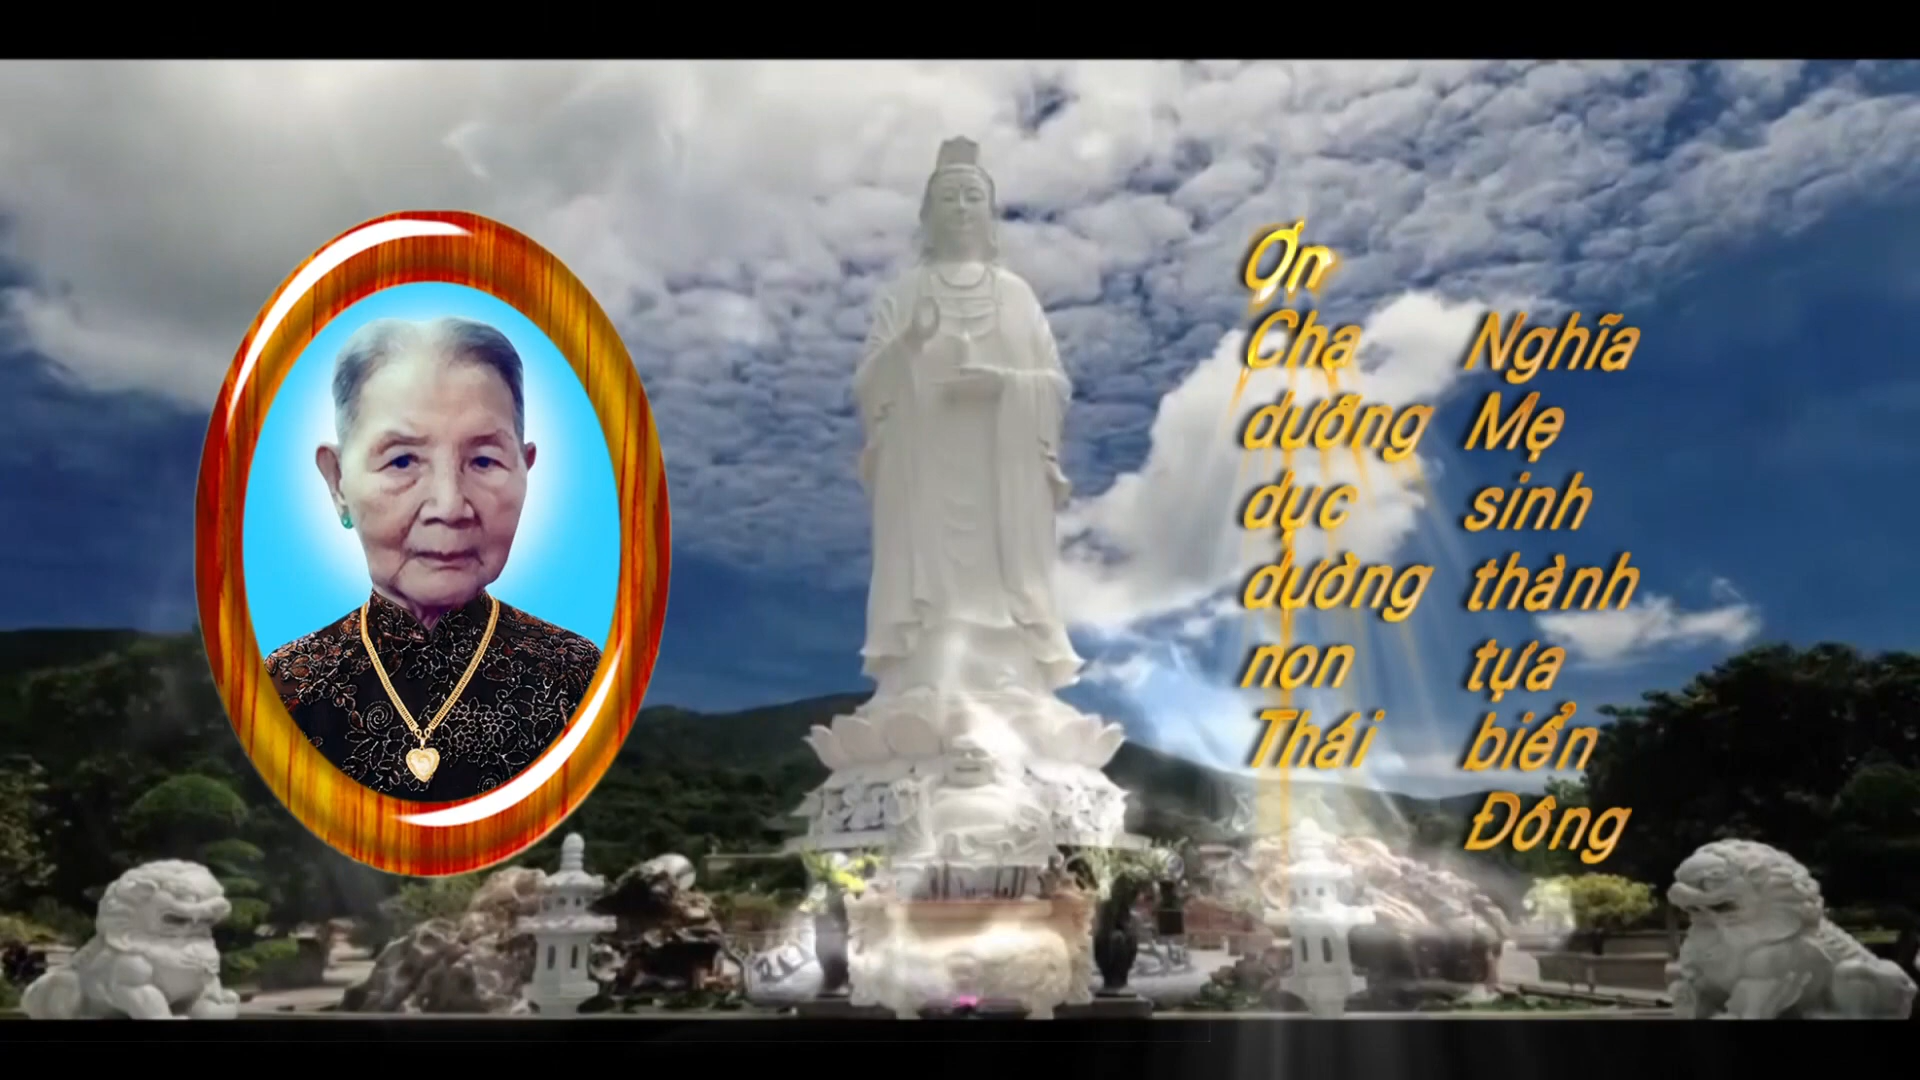 Ơn
Cha
dưỡng
dục
dường
non
Thái
Nghĩa
Mẹ
sinh
thành
tựa
biển
Đông